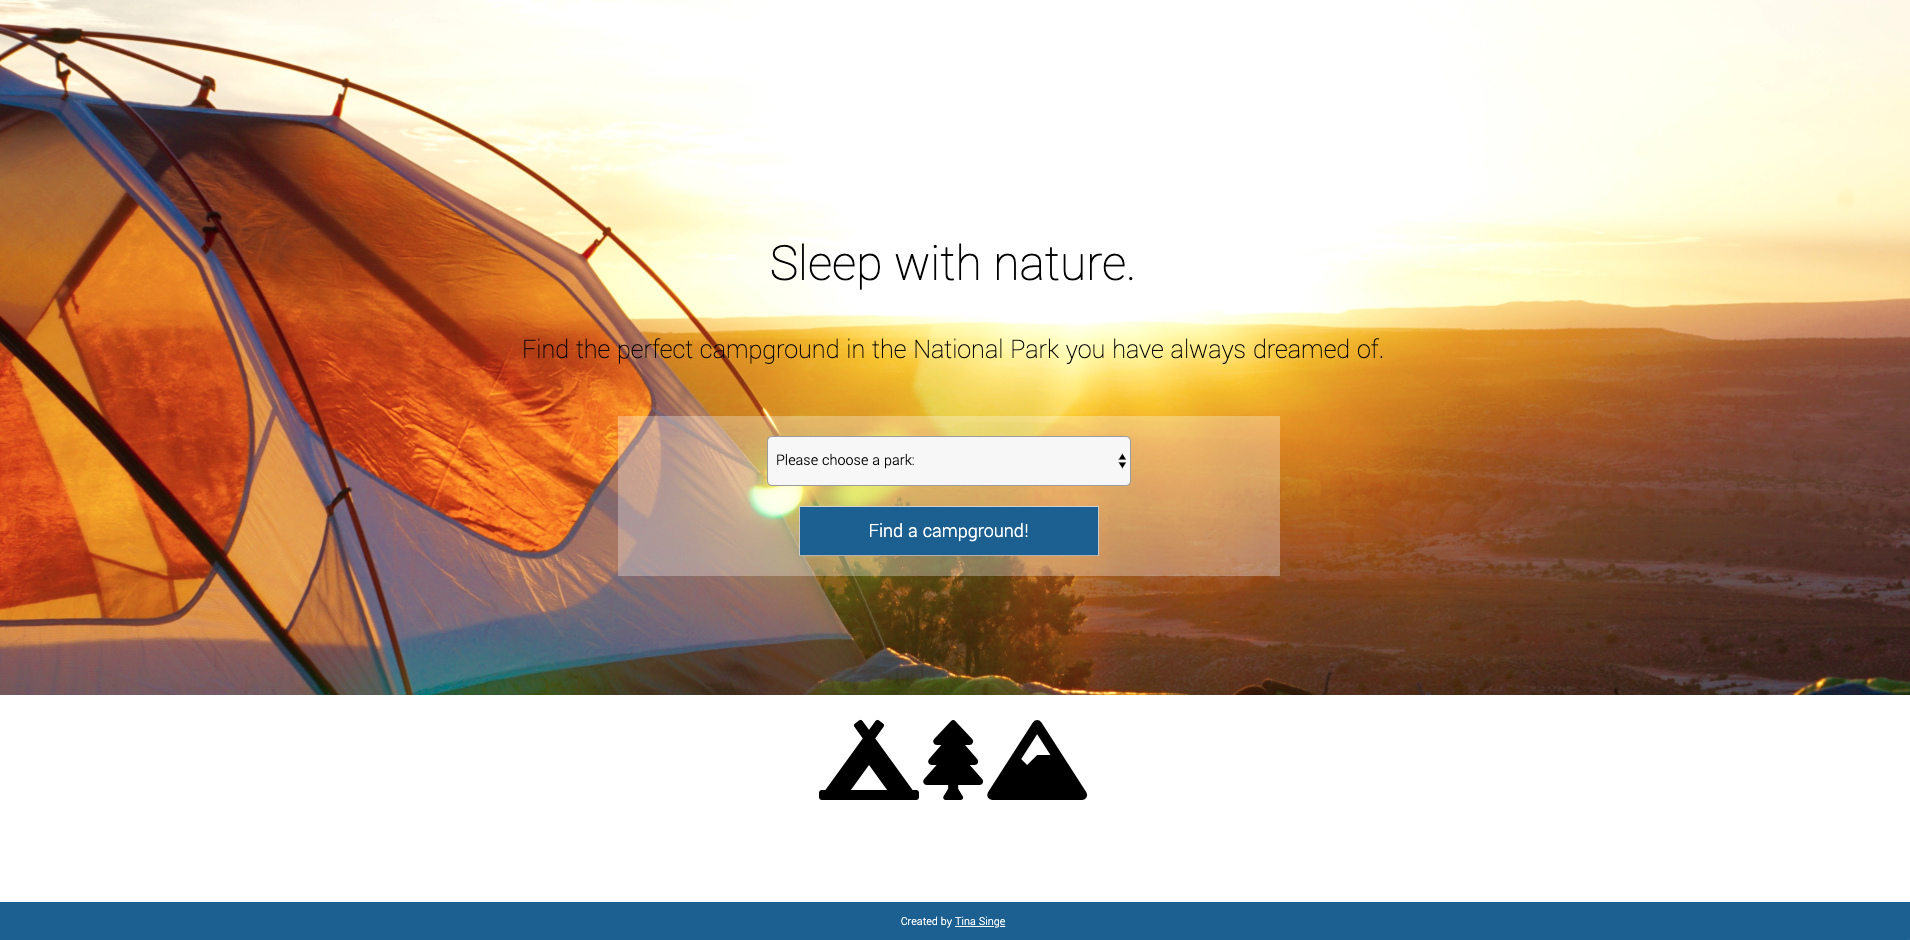 Sleep with nature.
Find the perfect campground in the National Park you have always dreamed of.
Please choose a park:
Find a campground!
Created by Tina Singe